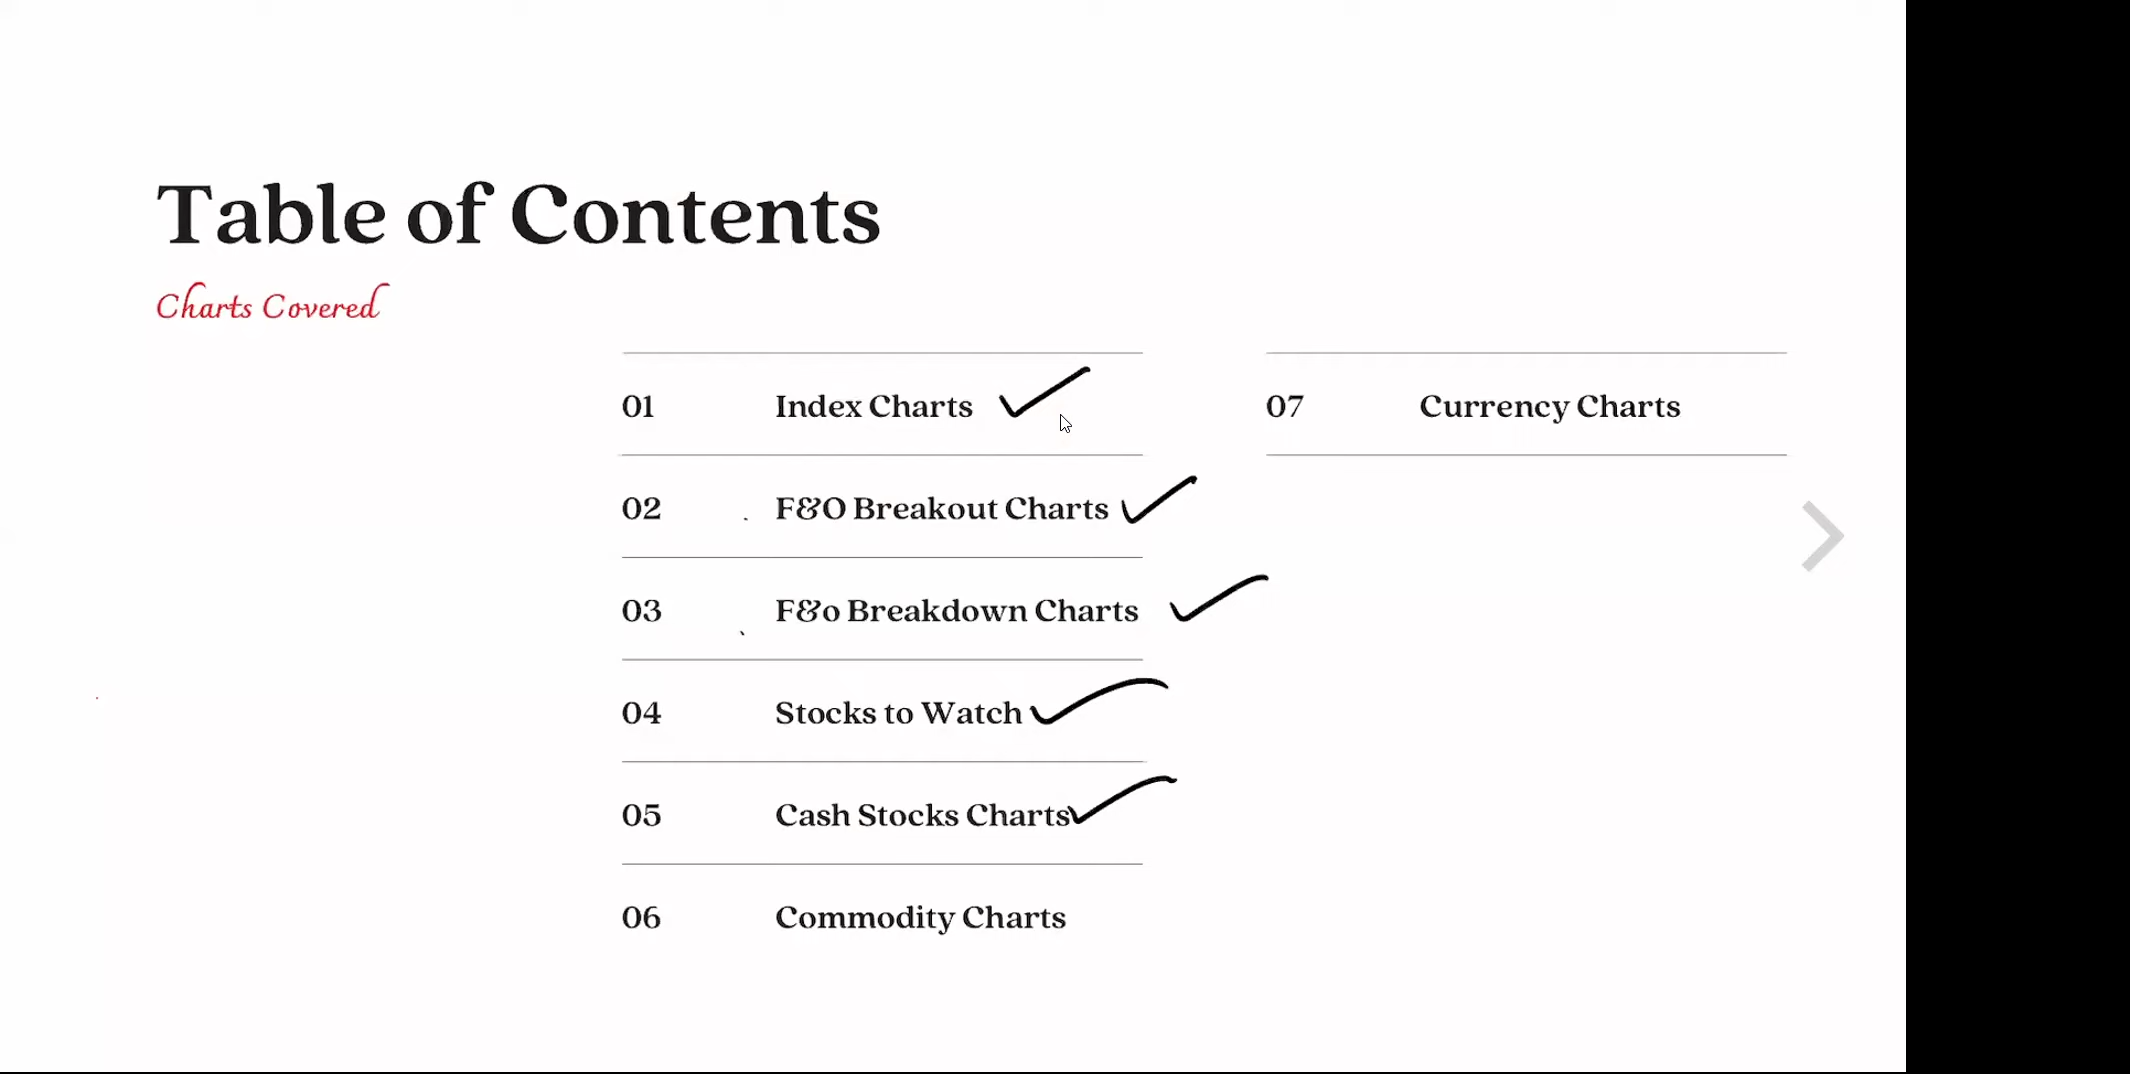 Table of Contents
Charts Covered
01 Index Charts
02 F&O Breakout Charts
03 F&o Breakdown Charts
04 Stocks to Watch
05 Cash Stocks Charts
06 Commodity Charts
07 Currency Charts